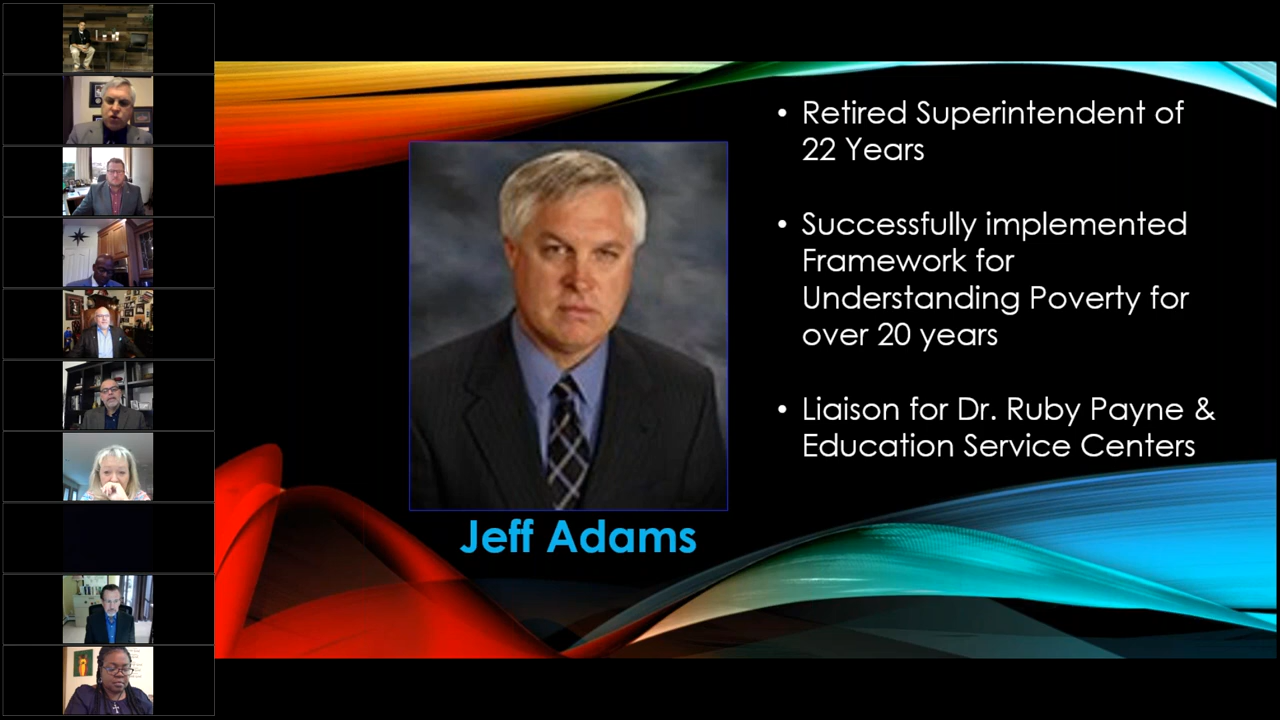 • Retired Superintendent of
22 Years
• Successfully implemented
Framework for
Understanding Poverty for
over 20 years
• Liaison for Dr. Ruby Payne &
Education Service Centers
Jeff Adams